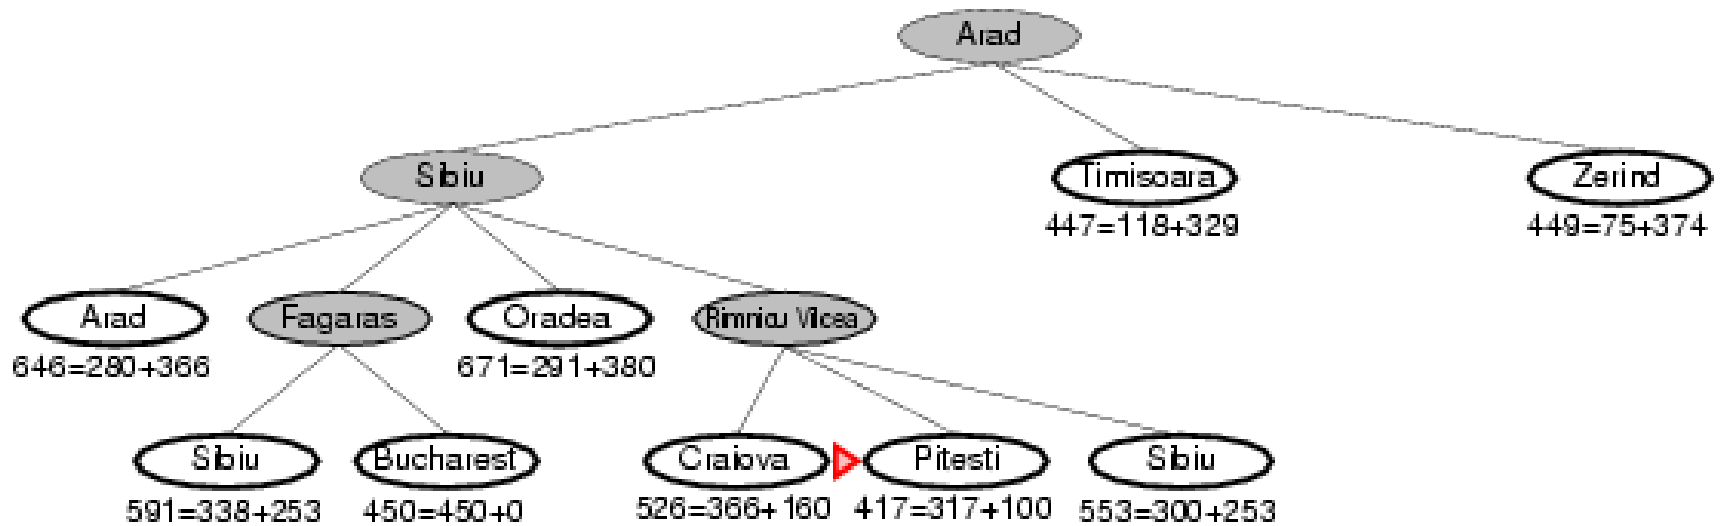 Arad
Sibiu
Timisoara
Zerind
447=118+329
449=75+374
Arad
Fagaras
Oradea
Rimnicu Vilcea
646=280+366
671=291+380
Sibiu
Bucharest
Craiova
Pitesti
Sibiu
591=338+253
450=450+0
526=366+160
417=317+100
553=300+253